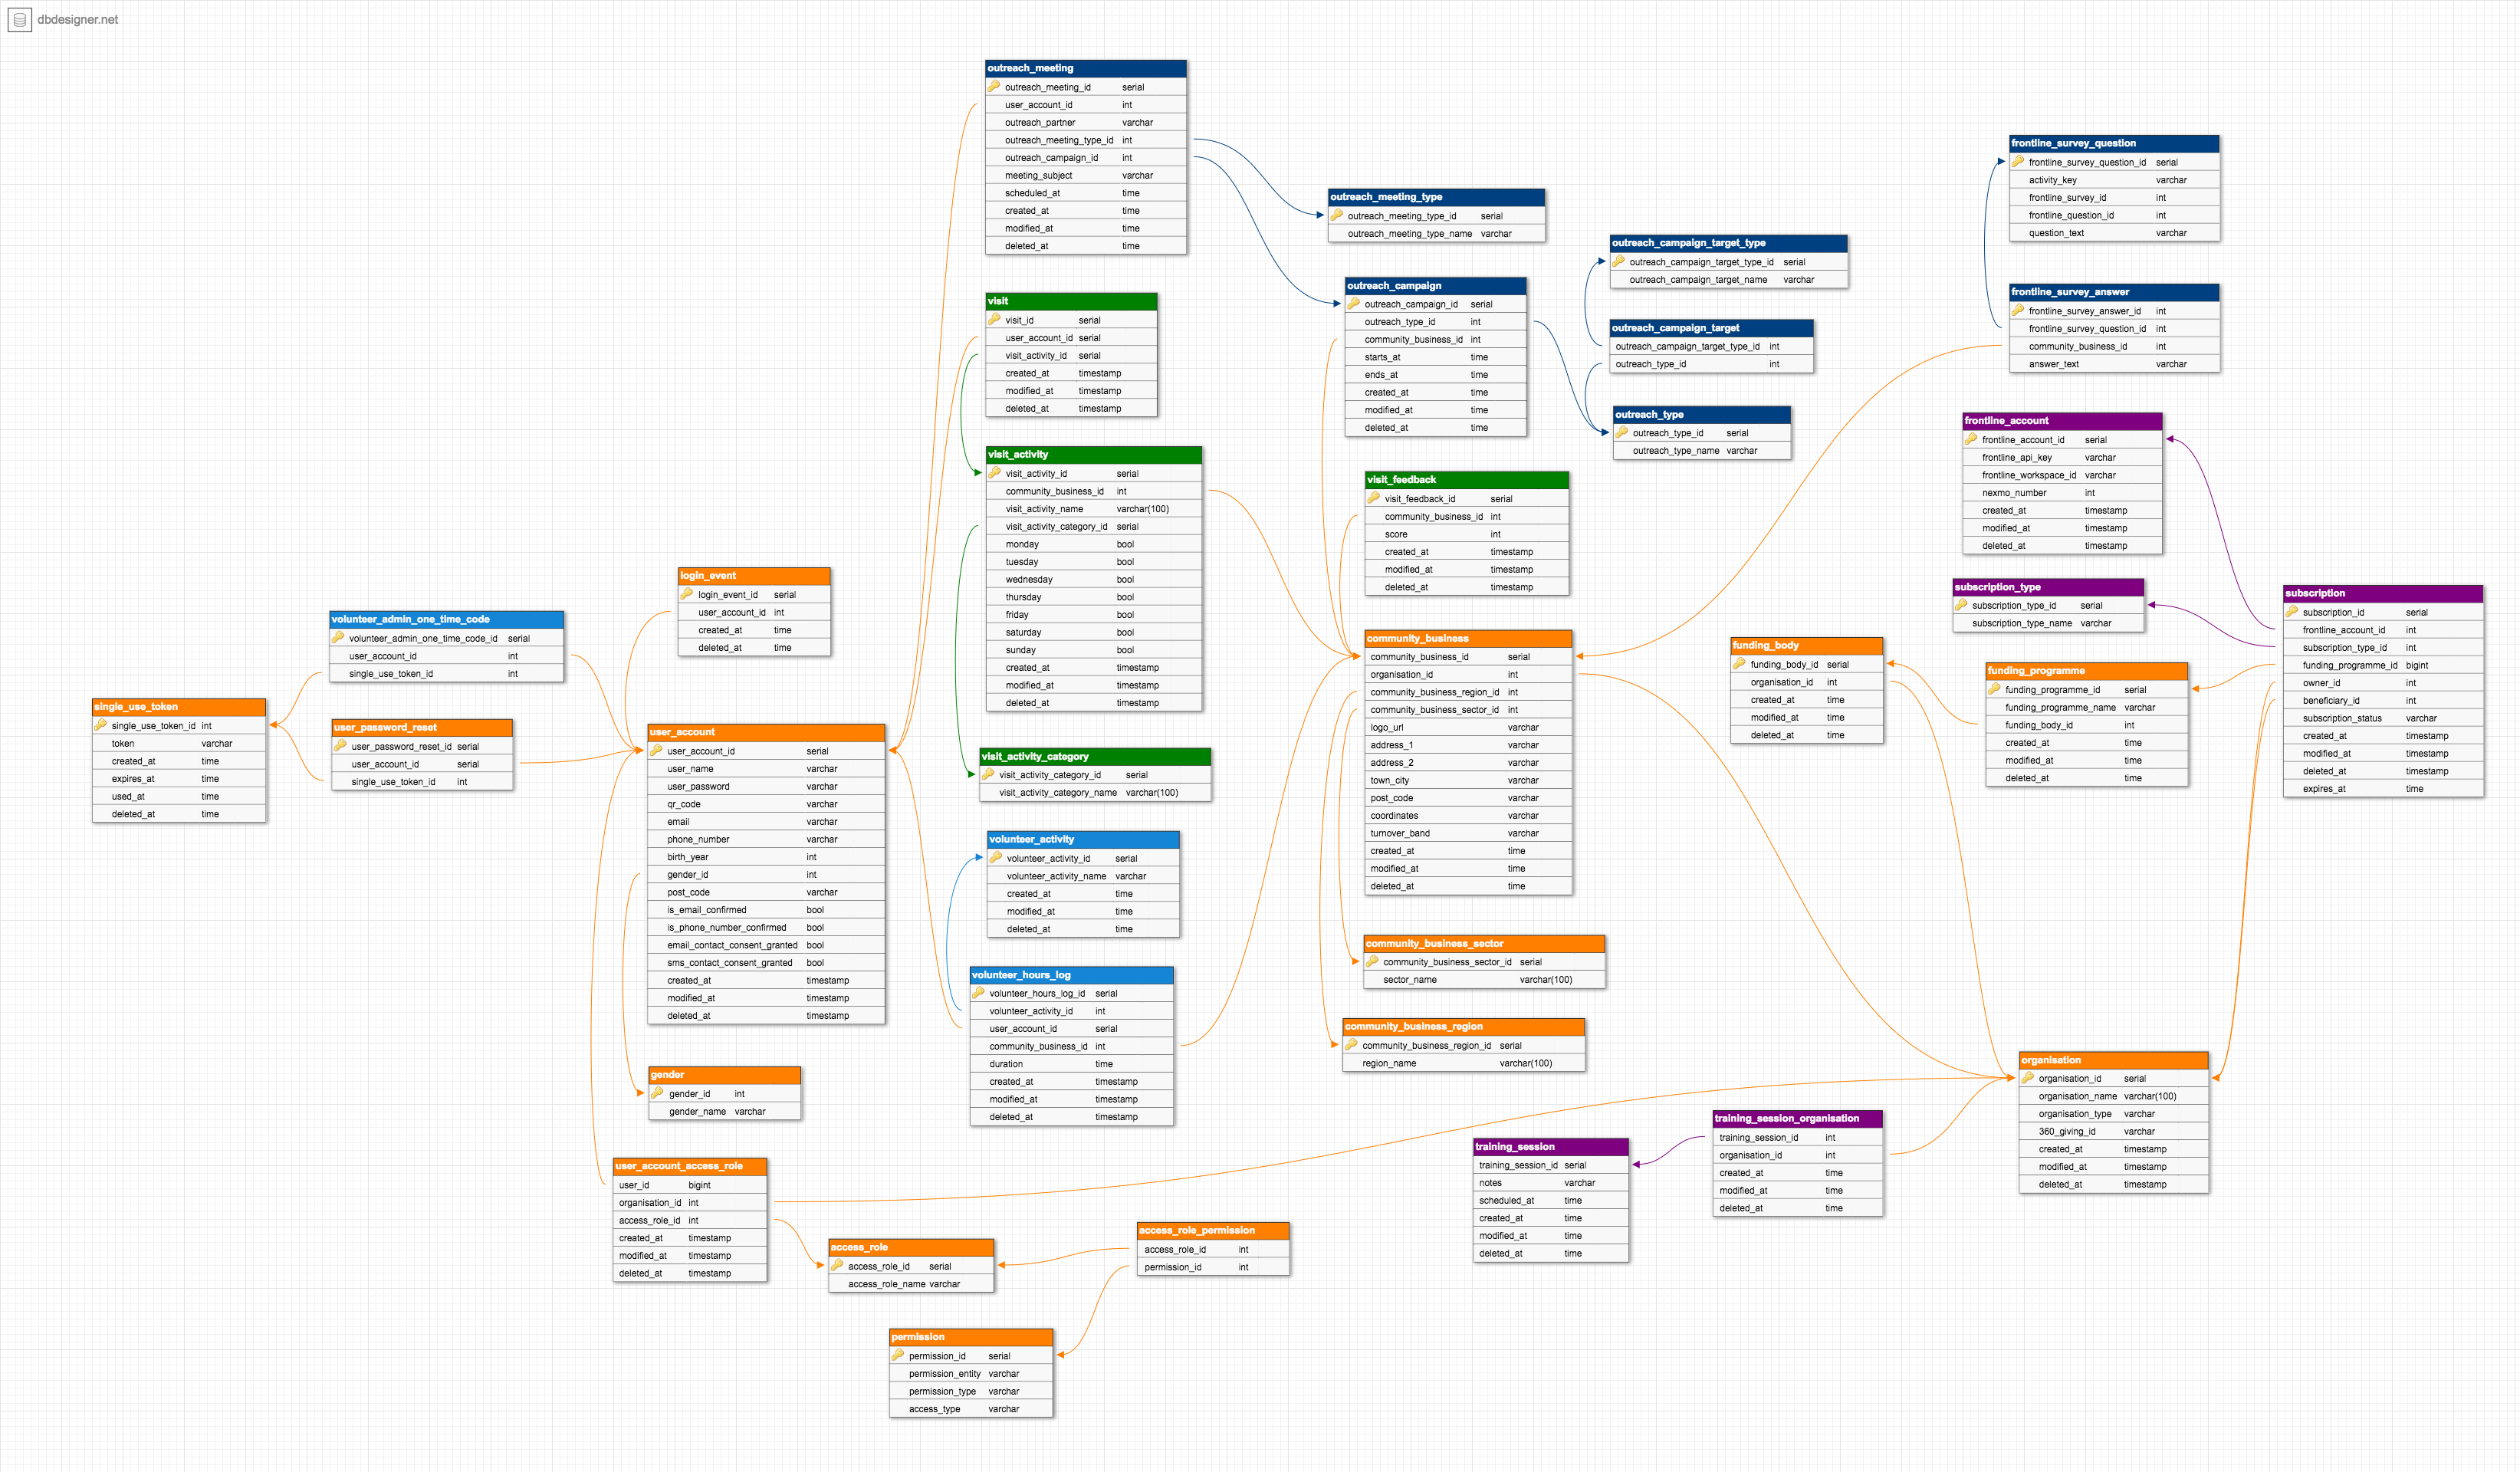 dbdesigner.net
outreach_meeting
outreach_meeting_id serial
user_account_id int
outreach_partner varchar
outreach_meeting_type_id int
outreach_campaign_id int
meeting_subject varchar
scheduled_at time
created_at time
modified_at time
deleted_at time
outreach_meeting_type
outreach_meeting_type_id serial
outreach_meeting_type_name varchar
frontline_survey_question
frontline_survey_question_id serial
activity_key varchar
frontline_survey_id int
frontline_question_id int
question_text varchar
outreach_campaign_target_type
outreach_campaign_target_type_id serial
outreach_campaign_target_name varchar
outreach_campaign
outreach_campaign_id serial
outreach_type_id int
community_business_id int
starts_at time
ends_at time
created_at time
modified_at time
deleted_at time
outreach_campaign_target
outreach_campaign_target_type_id int
outreach_type_id int
frontline_survey_answer
frontline_survey_answer_id int
frontline_survey_question_id int
community_business_id int
answer_text varchar
visit
visit_id serial
user_account_id serial
visit_activity_id serial
created_at timestamp
modified_at timestamp
deleted_at timestamp
outreach_type
outreach_type_id serial
outreach_type_name varchar
frontline_account
frontline_account_id serial
frontline_api_key varchar
frontline_workspace_id varchar
nexmo_number int
created_at timestamp
modified_at timestamp
deleted_at timestamp
visit_activity
visit_activity_id serial
community_business_id int
visit_activity_name varchar(100)
visit_activity_category_id serial
monday bool
tuesday bool
wednesday bool
thursday bool
friday bool
saturday bool
sunday bool
created_at timestamp
modified_at timestamp
deleted_at timestamp
visit_feedback
visit_feedback_id serial
community_business_id int
score int
created_at timestamp
modified_at timestamp
deleted_at timestamp
login_event
login_event_id serial
user_account_id int
created_at time
deleted_at time
subscription_type
subscription_type_id serial
subscription_type_name varchar
subscription
subscription_id serial
frontline_account_id int
subscription_type_id int
funding_programme_id bigint
owner_id int
beneficiary_id int
subscription_status varchar
created_at timestamp
modified_at timestamp
deleted_at timestamp
expires_at time
volunteer_admin_one_time_code
volunteer_admin_one_time_code_id serial
user_account_id int
single_use_token_id int
community_business
community_business_id serial
organisation_id int
community_business_region_id int
community_business_sector_id int
logo_url varchar
address_1 varchar
address_2 varchar
town_city varchar
post_code varchar
coordinates varchar
turnover_band varchar
created_at time
modified_at time
deleted_at time
funding_body
funding_body_id serial
organisation_id int
created_at time
modified_at time
deleted_at time
funding_programme
funding_programme_id serial
funding_programme_name varchar
funding_body_id int
created_at time
modified_at time
deleted_at time
single_use_token
single_use_token_id int
token varchar
created_at time
expires_at time
used_at time
deleted_at time
user_password_reset
user_password_reset_id serial
user_account_id serial
single_use_token_id int
user_account
user_account_id serial
user_name varchar
user_password varchar
qr_code varchar
email varchar
phone_number varchar
birth_year int
gender_id int
post_code varchar
is_email_confirmed bool
is_phone_number_confirmed bool
email_contact_consent_granted bool
sms_contact_consent_granted bool
created_at timestamp
modified_at timestamp
deleted_at timestamp
visit_activity_category
visit_activity_category_id serial
visit_activity_category_name varchar(100)
volunteer_activity
volunteer_activity_id serial
volunteer_activity_name varchar
created_at time
modified_at time
deleted_at time
community_business_sector
community_business_sector_id serial
sector_name varchar(100)
volunteer_hours_log
volunteer_hours_log_id serial
volunteer_activity_id int
user_account_id serial
community_business_id int
duration time
created_at timestamp
modified_at timestamp
deleted_at timestamp
community_business_region
community_business_region_id serial
region_name varchar(100)
gender
gender_id int
gender_name varchar
organisation
organisation_id serial
organisation_name varchar(100)
organisation_type varchar
360_giving_id varchar
created_at timestamp
modified_at timestamp
deleted_at timestamp
training_session_organisation
training_session_id int
organisation_id int
created_at time
modified_at time
deleted_at time
training_session
training_session_id serial
notes varchar
scheduled_at time
created_at time
modified_at time
deleted_at time
user_account_access_role
user_id bigint
organisation_id int
access_role_id int
created_at timestamp
modified_at timestamp
deleted_at timestamp
access_role
access_role_id serial
access_role_name varchar
access_role_permission
access_role_id int
permission_id int
permission
permission_id serial
permission_entity varchar
permission_type varchar
access_type varchar